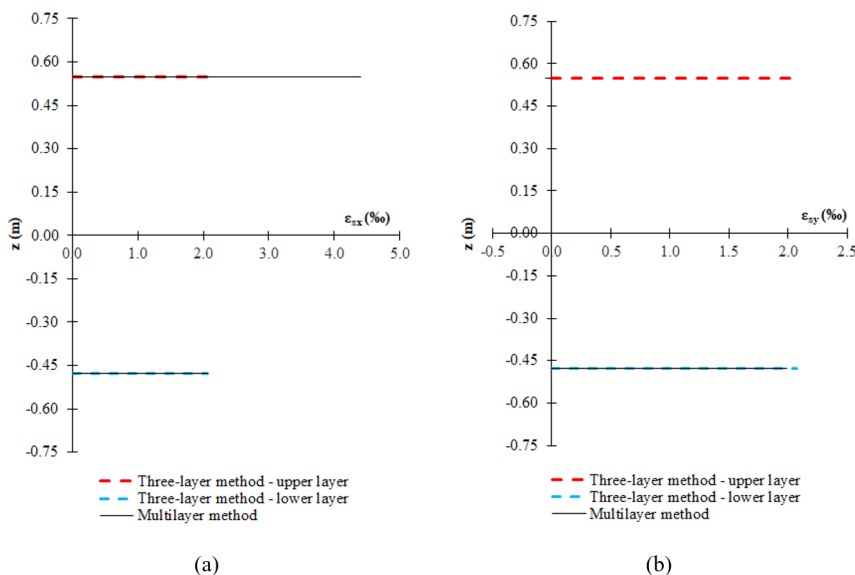 0.75
0.60
0.45
0.30
0.15
0.00
-0.15
-0.30
-0.45
-0.60
-0.75
z (m)
εsx (‰)
0.0 1.0 2.0 3.0 4.0 5.0
Three-layer method - upper layer
Three-layer method - lower layer
Multilayer method
(a)
0.75
0.60
0.45
0.30
0.15
0.00
-0.15
-0.30
-0.45
-0.60
-0.75
z (m)
εsy (‰)
-0.5 0.0 0.5 1.0 1.5 2.0 2.5
Three-layer method - upper layer
Three-layer method - lower layer
Multilayer method
(b)